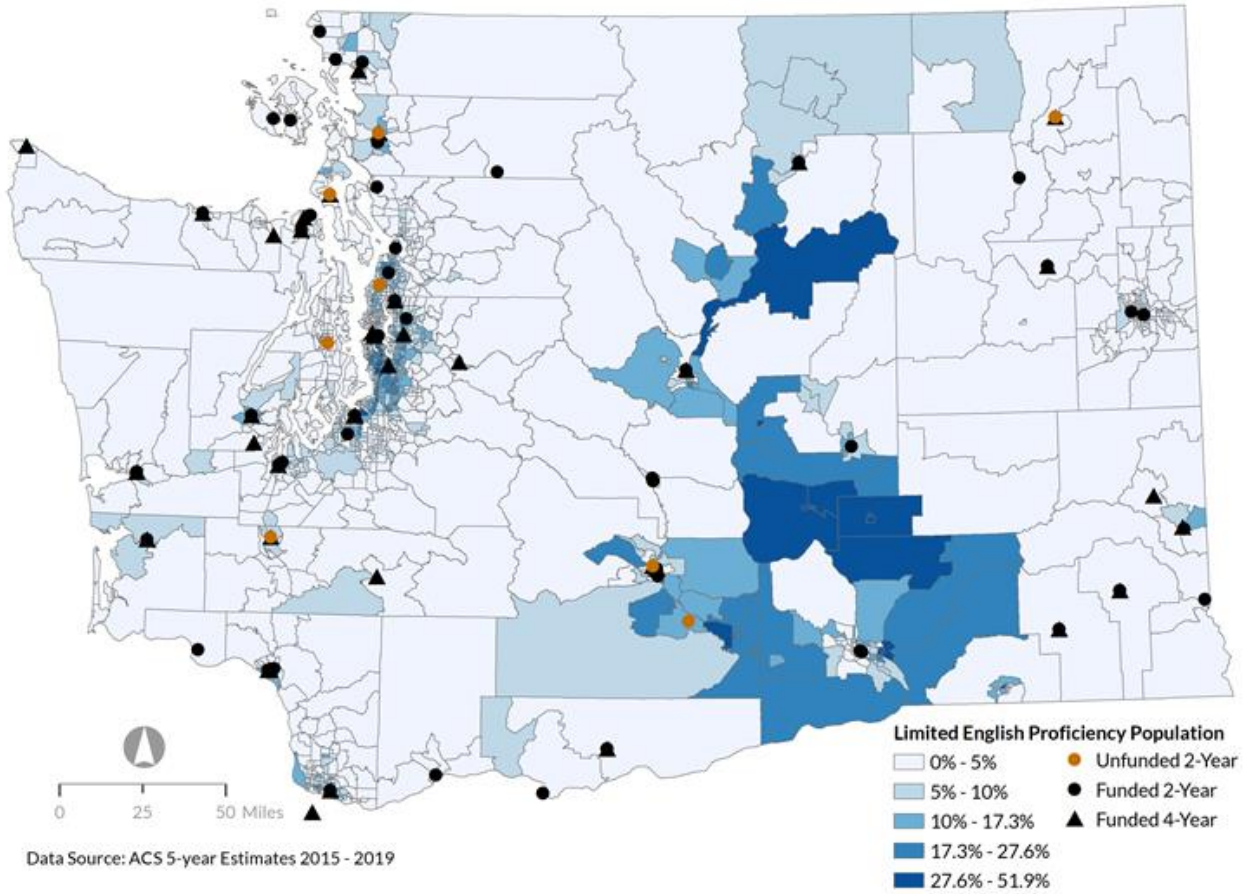 Limited English Proficiency Population
0% - 5%
5% - 10%
10% - 17.3%
17.3% - 27.6%
27.6% - 51.9%
Unfunded 2-Year
Funded 2-Year
Funded 4-Year
0 25 50 Miles
Data Source: ACS 5-year Estimates 2015 - 2019